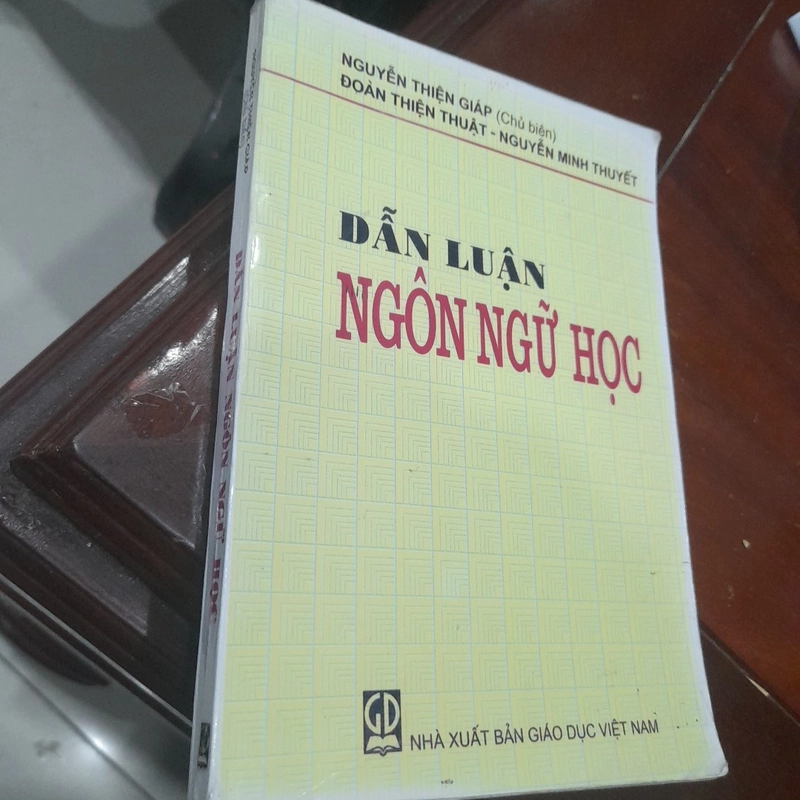 NGUYỄN THIỆN GIÁP (Chủ biên)
ĐOÀN THIỆN THUẬT - NGUYỄN MINH THUYẾT
DẪN LUẬN
NGÔN NGỮ HỌC
GD
NHÀ XUẤT BẢN GIÁO DỤC VIỆT NAM
DẪN LUẬN NGÔN NGỮ HỌC